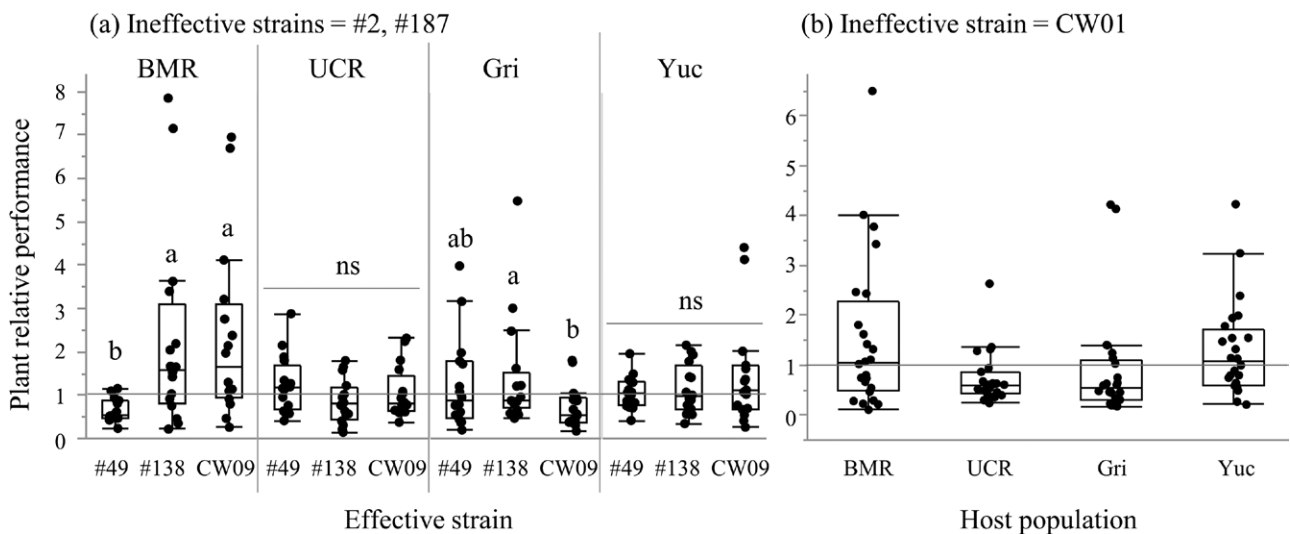 (a) Ineffective strains = #2, #187
BMR UCR Gri Yuc
Plant relative performance
8
7
6
5
4
3
2
1
0
b a a
ns
ab a b
ns
#49 #138 CW09 #49 #138 CW09 #49 #138 CW09 #49 #138 CW09
Effective strain
(b) Ineffective strain = CW01
6
5
4
3
2
1
0
BMR UCR Gri Yuc
Host population